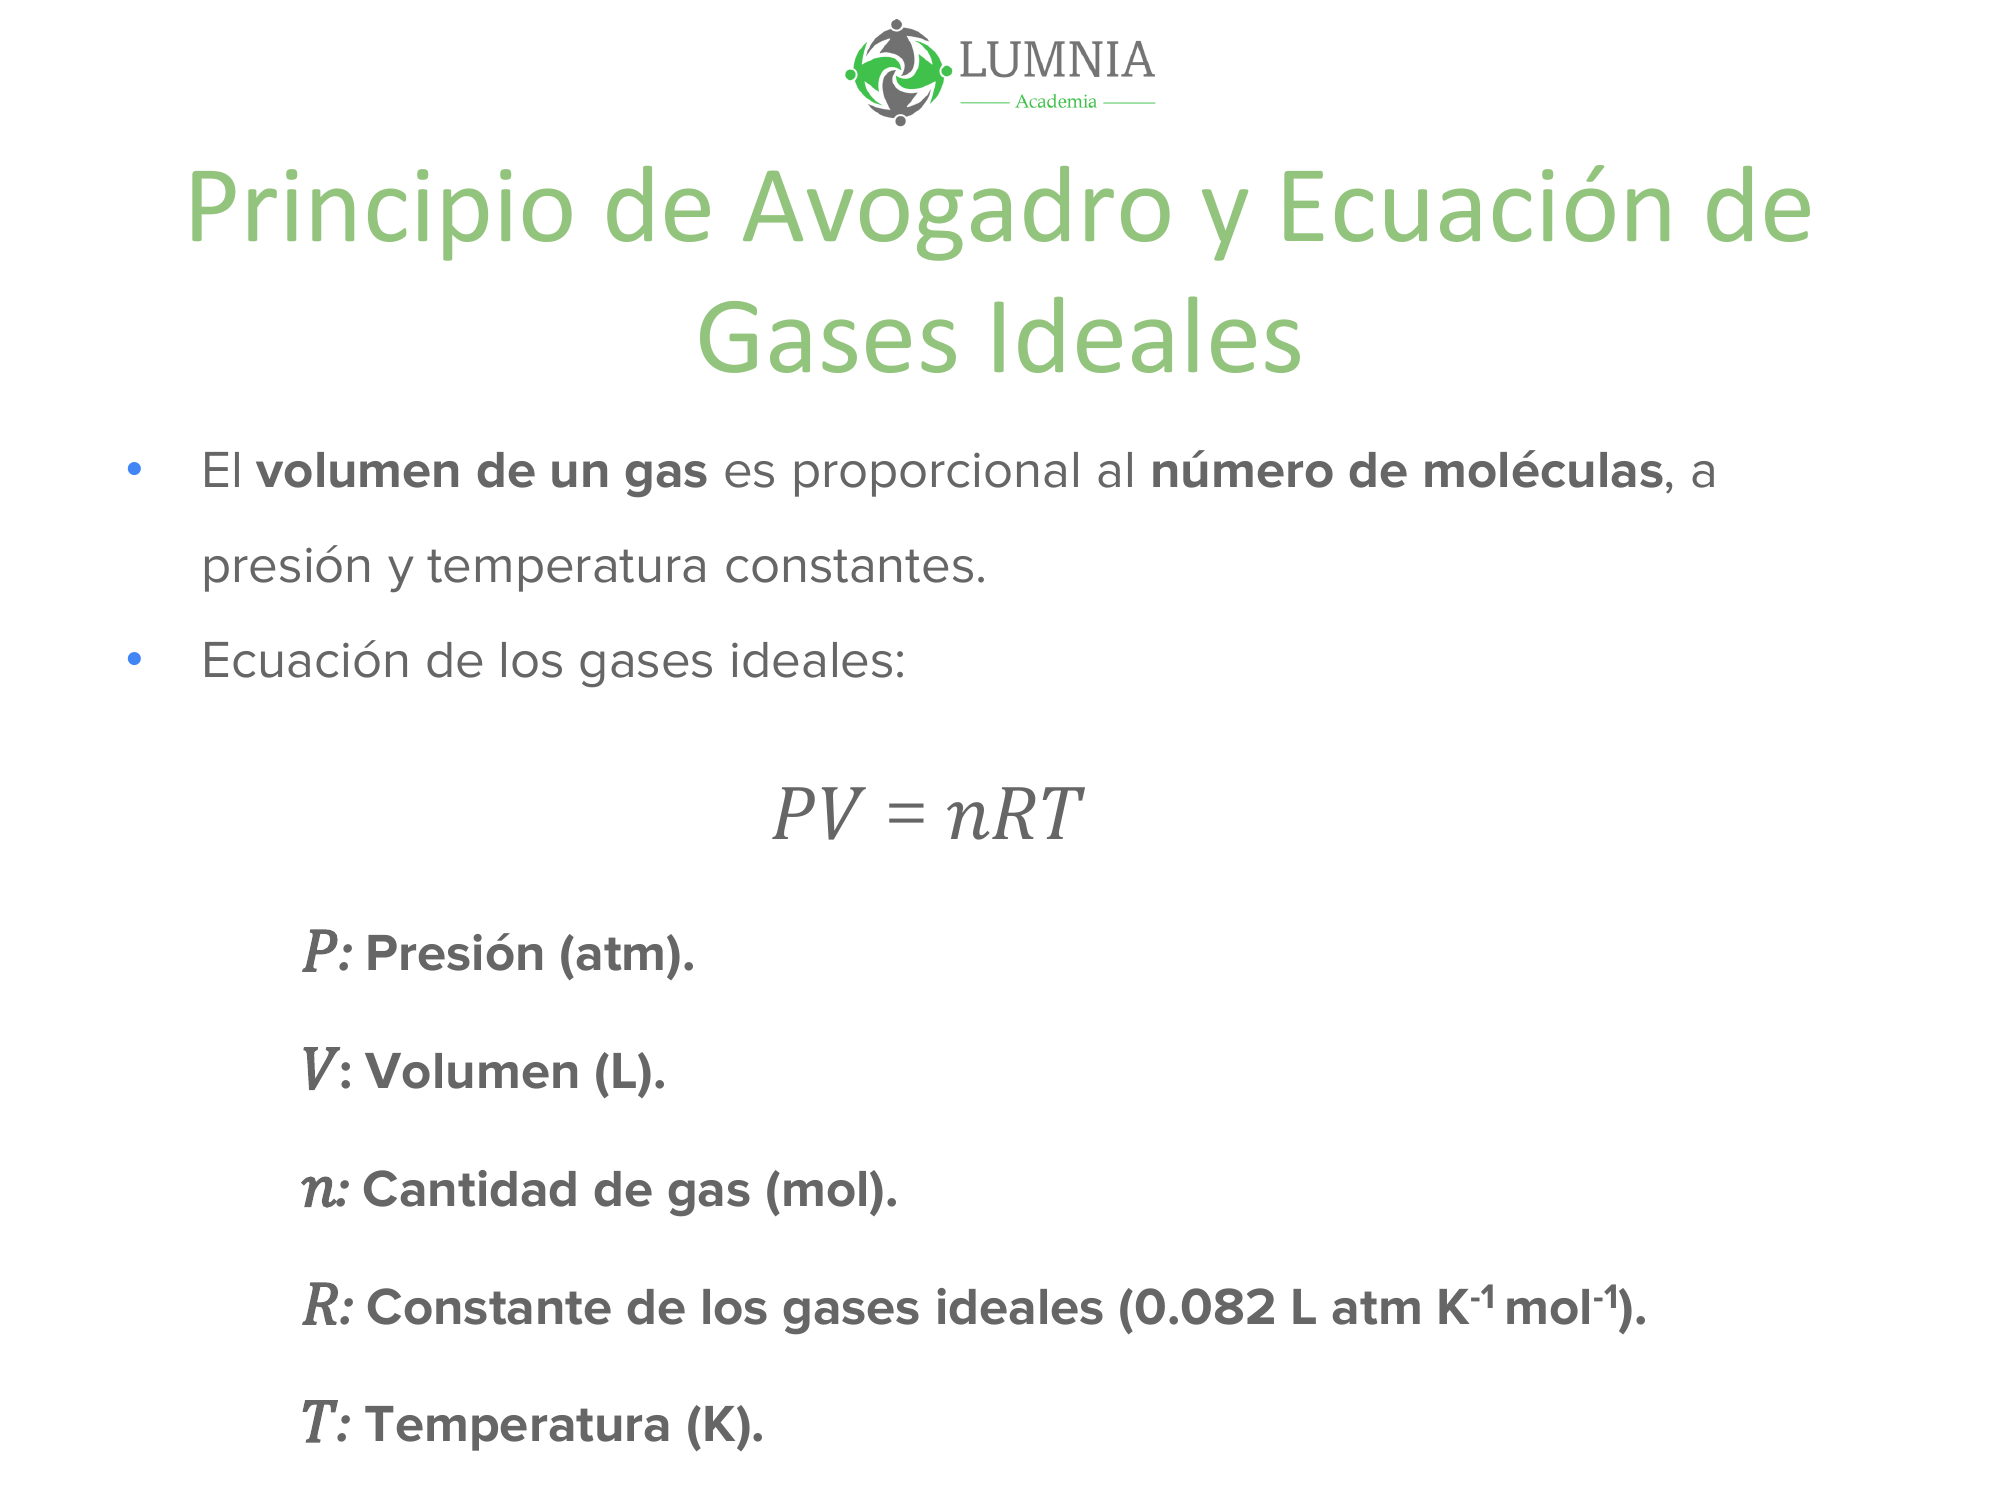 LUMNIA
Academia
Principio de Avogadro y Ecuación de
Gases Ideales
• El volumen de un gas es proporcional al número de moléculas, a
presión y temperatura constantes.
• Ecuación de los gases ideales:
PV = nRT
P: Presión (atm).
V: Volumen (L).
n: Cantidad de gas (mol).
R: Constante de los gases ideales (0.082 L atm K⁻¹ mol⁻¹).
T: Temperatura (K).